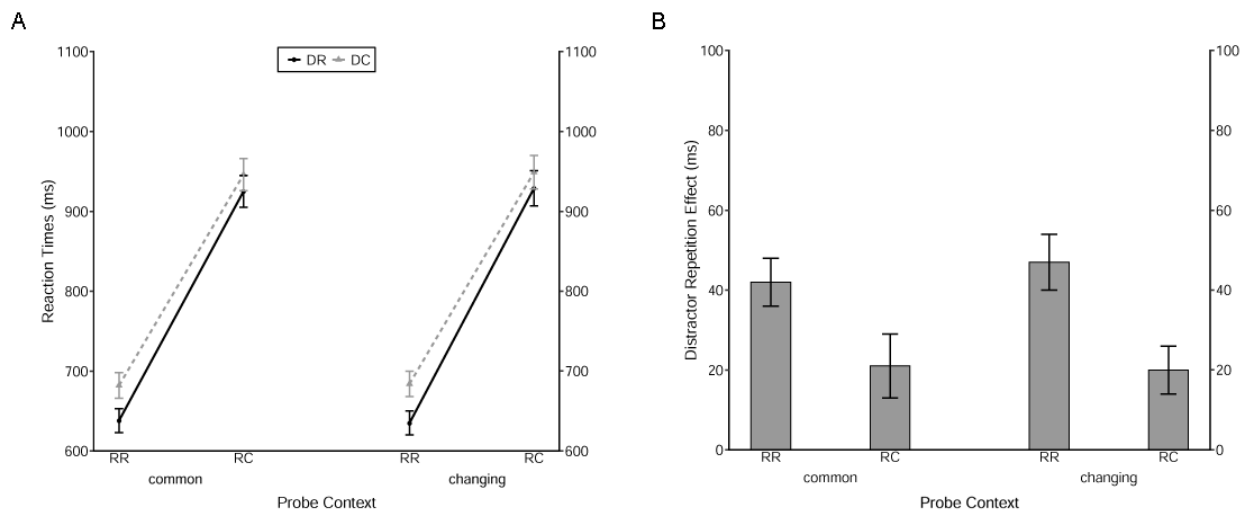 A
B
DR DC
Reaction Times (ms)
1100
1000
900
800
700
600
1100
1000
900
800
700
600
RR RC RR RC
common changing
Probe Context
Distractor Repetition Effect (ms)
100
80
60
40
20
0
100
80
60
40
20
0
RR RC RR RC
common changing
Probe Context